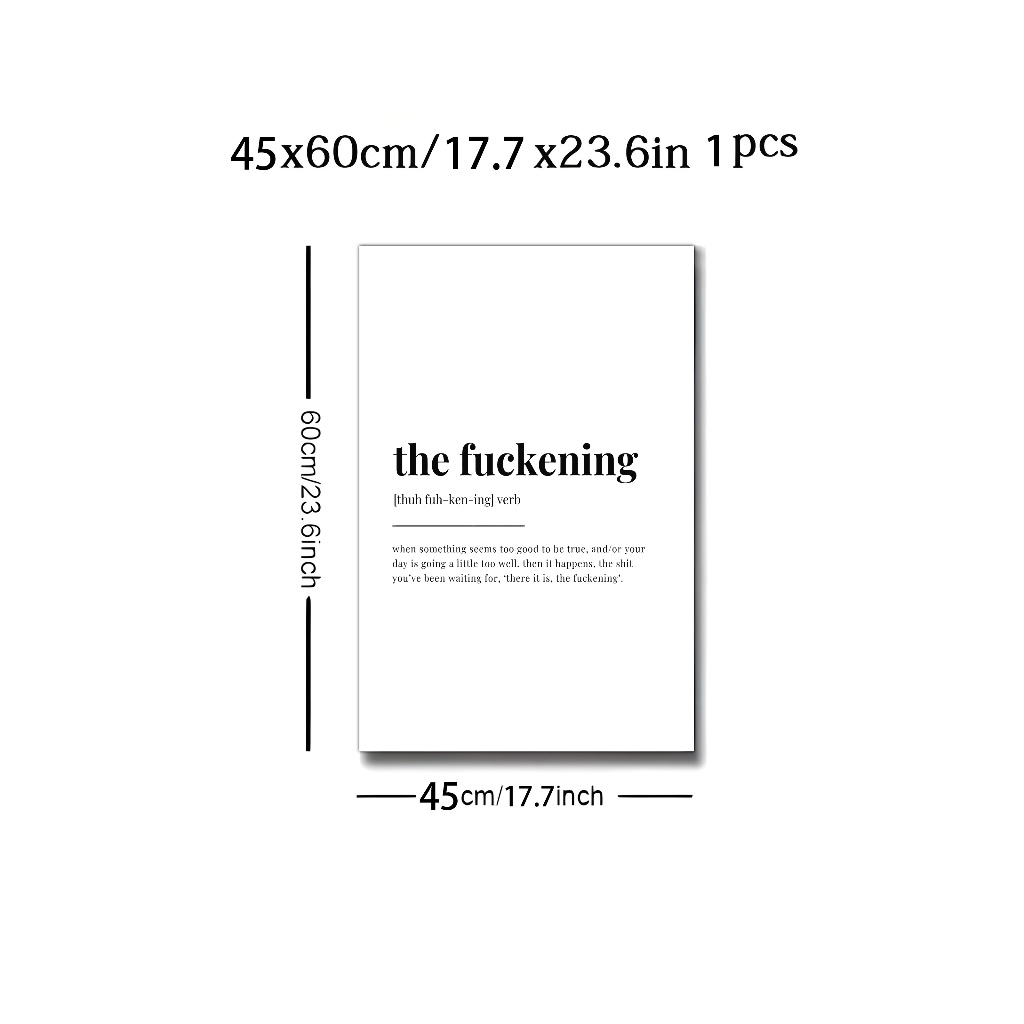 45x60cm/17.7 x23.6in 1pcs
60cm/23.6inch
the fuckening
[thuh fuh-ken-ing] verb
when something seems too good to be true, and/or your
day is going a little too well. then it happens, the shit
you've been waiting for, 'there it is, the fuckening'.
45cm/17.7inch